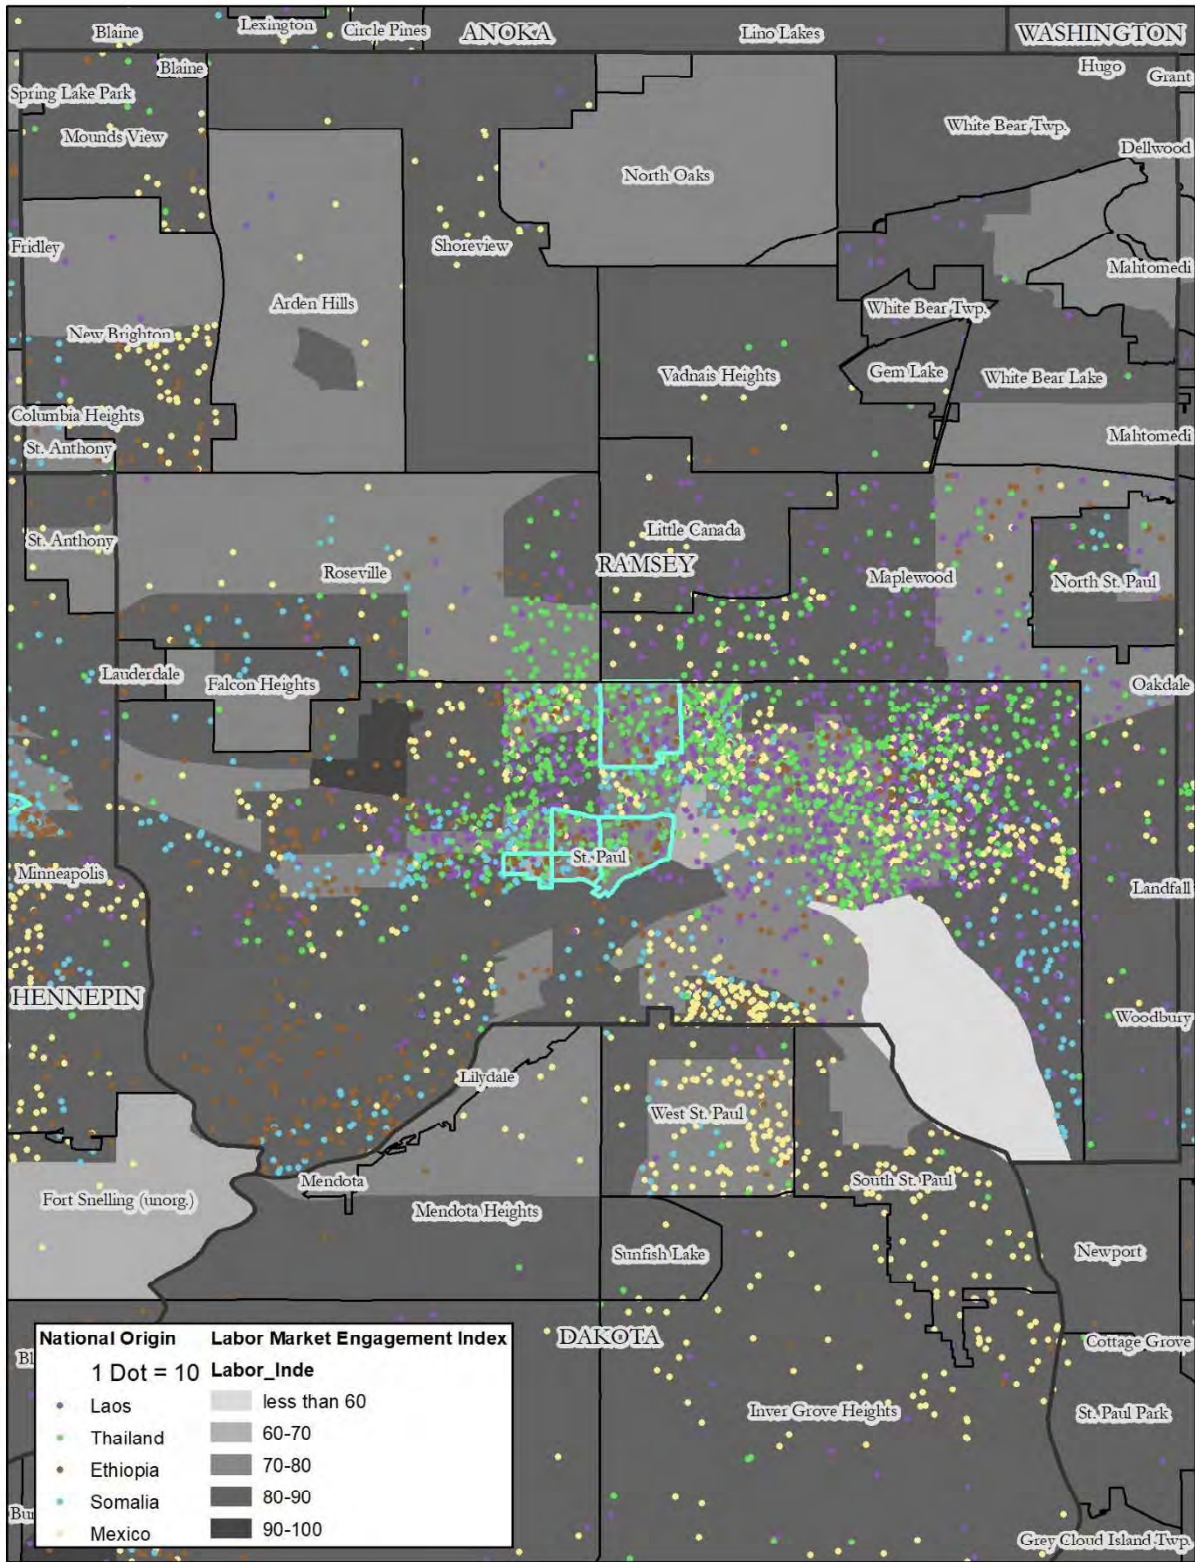 Blaine
Lexington
Circle Pines
ANOKA
Lino Lakes
WASHINGTON
Blaine
Hugo
Grant
Spring Lake Park
Mounds View
White Bear Twp.
Dellwood
North Oaks
Fridley
Shoreview
Mahtomedi
Arden Hills
White Bear Twp.
New Brighton
Vadnais Heights
Gem Lake
White Bear Lake
Columbia Heights
Mahtomedi
St. Anthony
St. Anthony
Little Canada
Roseville
RAMSEY
Maplewood
North St. Paul
Lauderdale
Falcon Heights
Oakdale
St. Paul
Minneapolis
Landfall
HENNEPIN
Woodbury
Lilydale
West St. Paul
Fort Snelling (unorg.)
Mendota
South St. Paul
Mendota Heights
Sunfish Lake
Newport
DAKOTA
Cottage Grove
Inver Grove Heights
St. Paul Park
Grey Cloud Island Twp.
Bl
Bu
National Origin
1 Dot = 10
Laos
Thailand
Ethiopia
Somalia
Mexico
Labor Market Engagement Index
Labor_Inde
less than 60
60-70
70-80
80-90
90-100